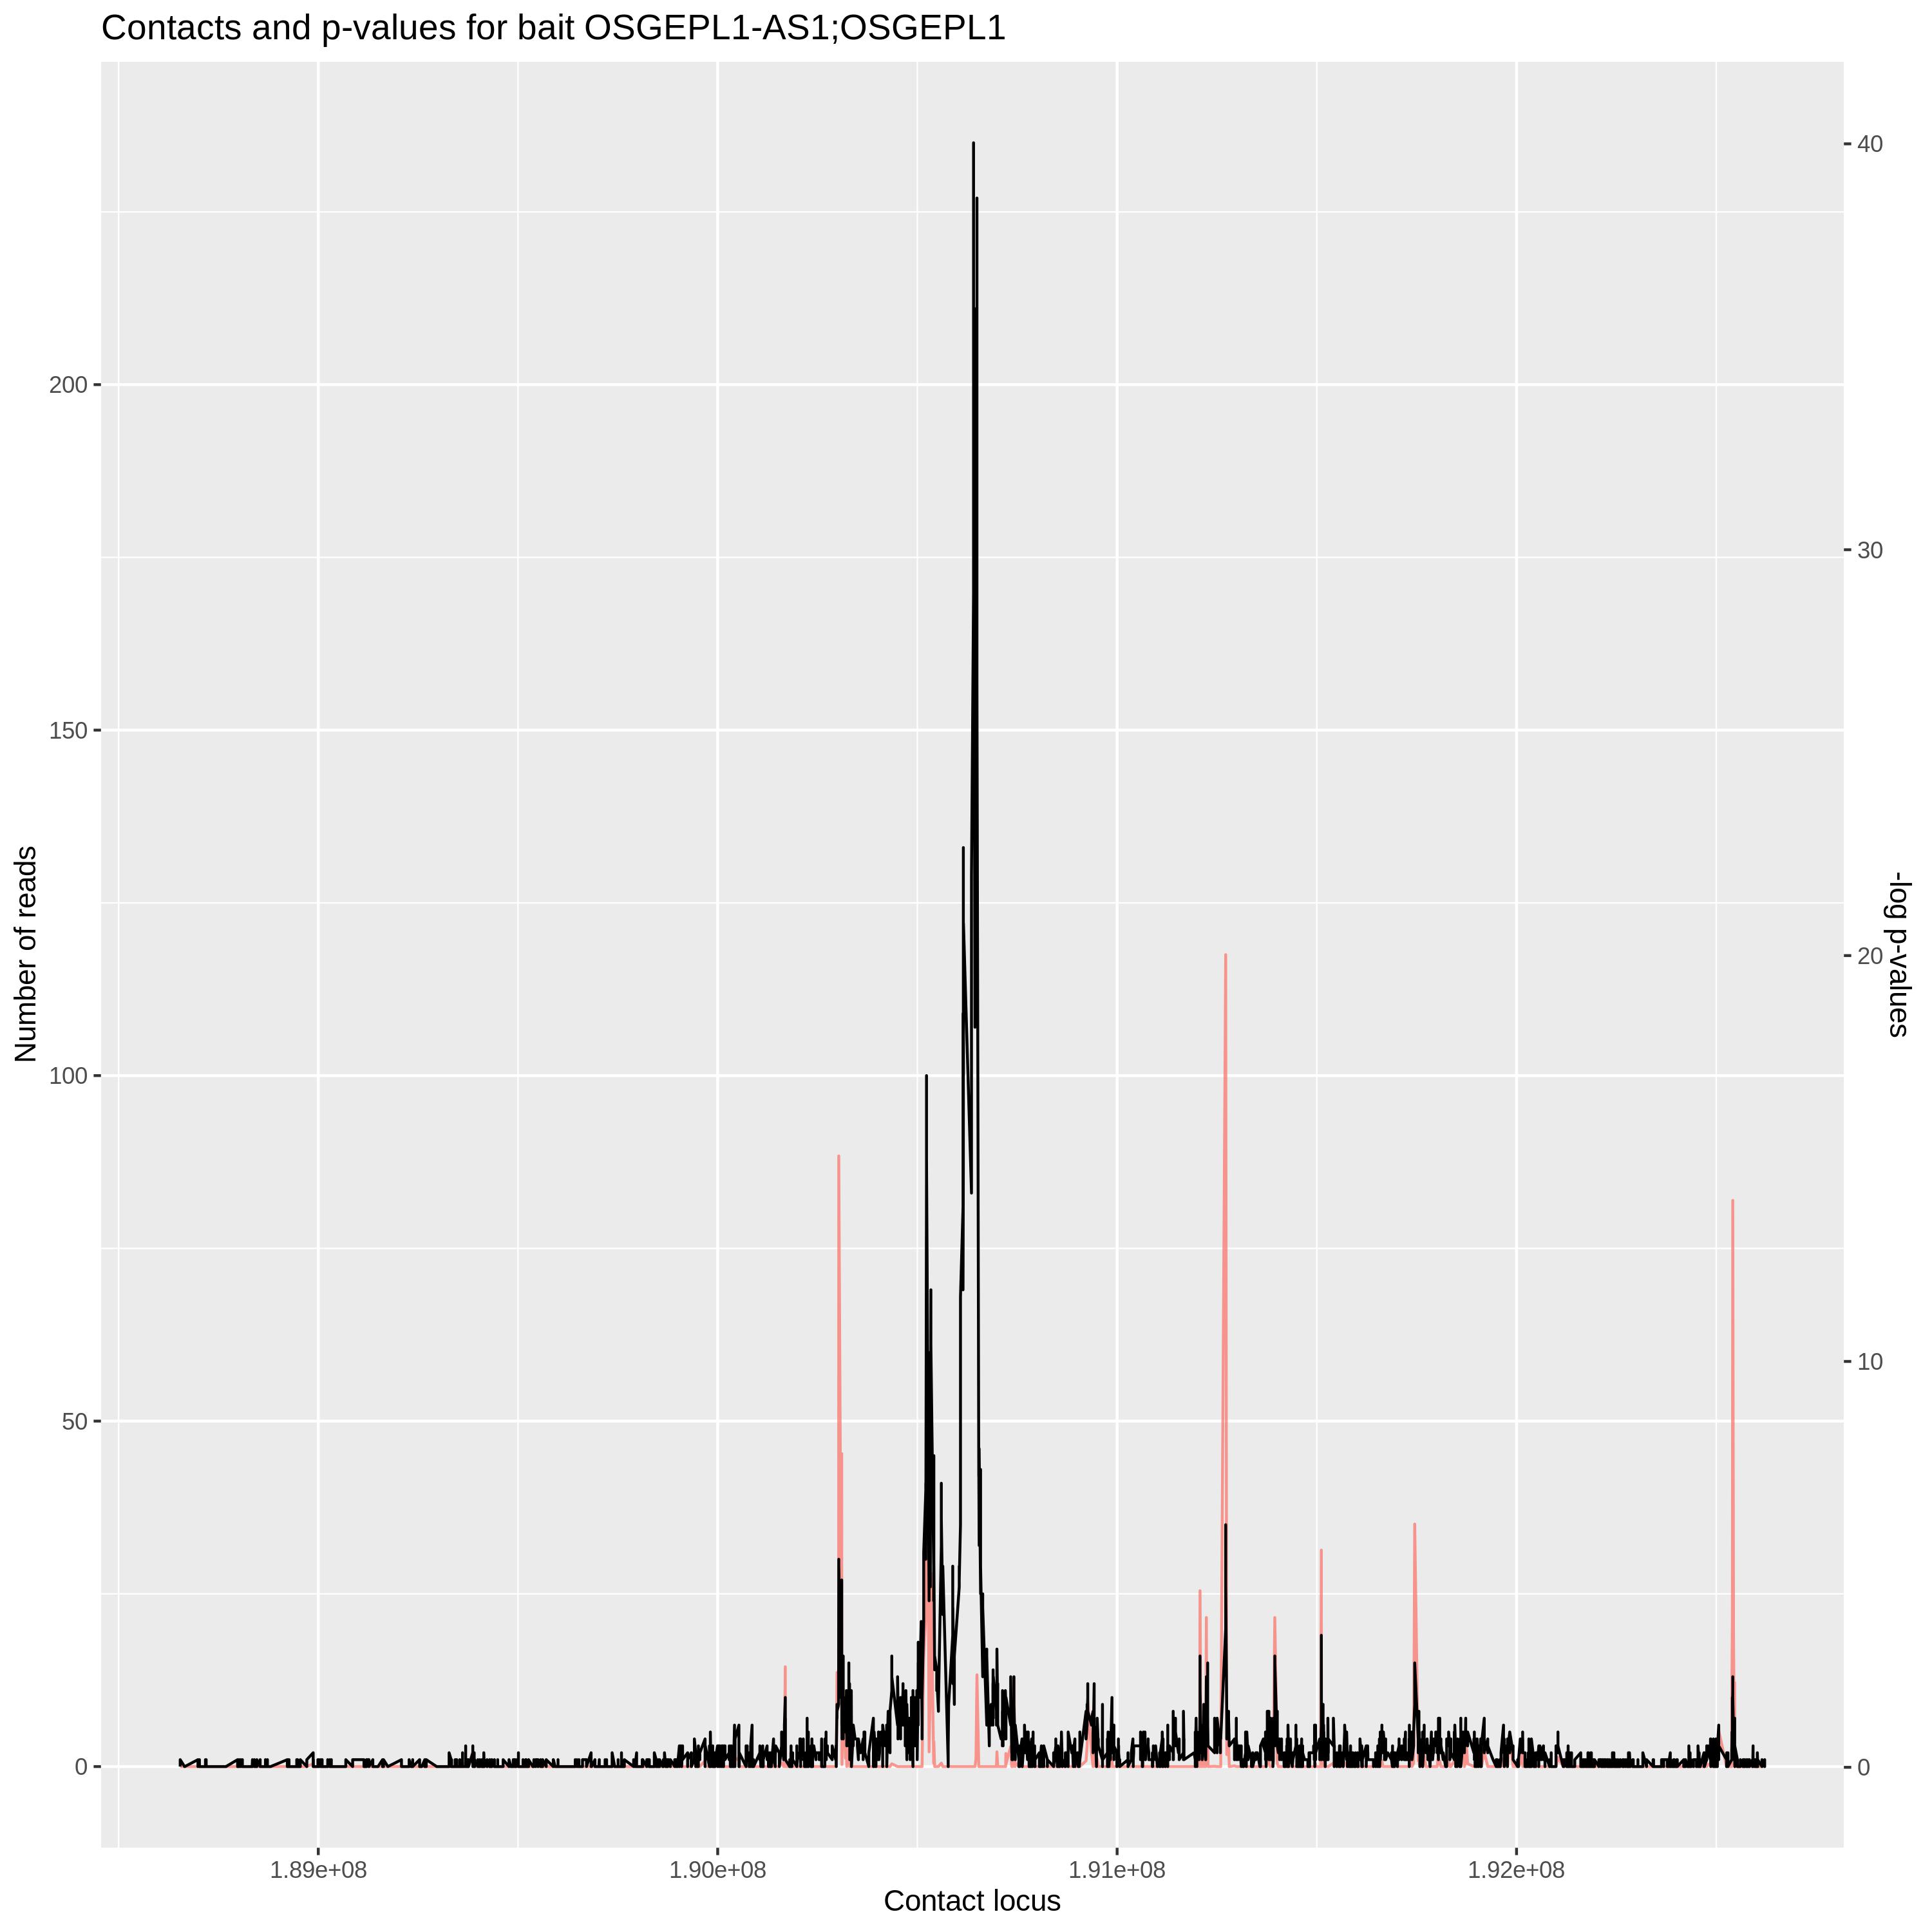 Contacts and p-values for bait OSGEPL1-AS1;OSGEPL1
Number of reads
200
150
100
50
0
40
30
20
10
0
-log p-values
1.89e+08
1.90e+08
1.91e+08
1.92e+08
Contact locus